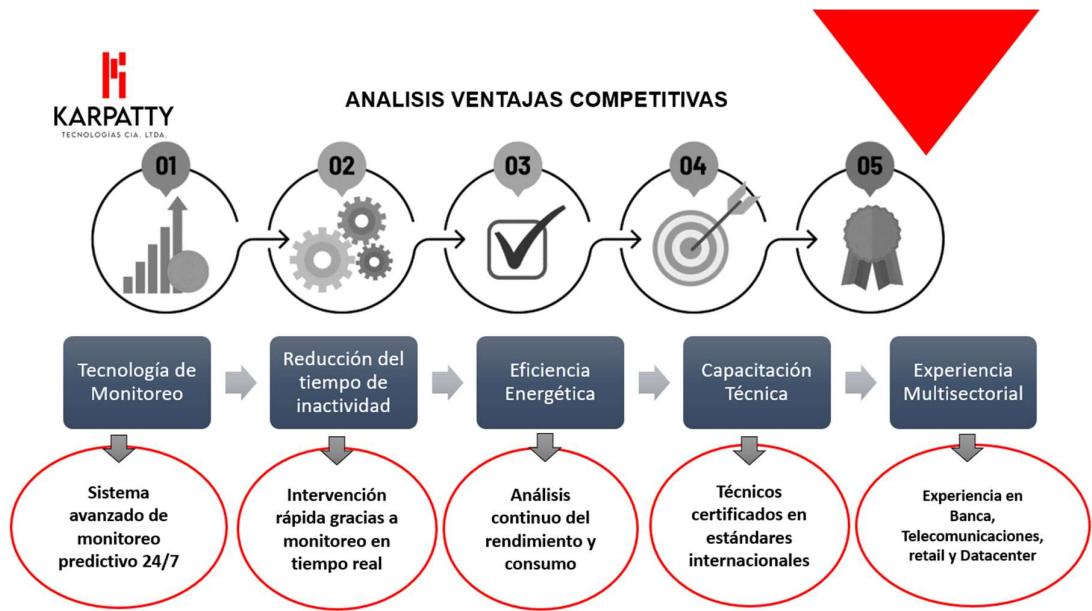 KARPATTY
TECNOLOGÍAS CIA. LTDA.
ANALISIS VENTAJAS COMPETITIVAS
01
02
03
04
05
Tecnología de
Monitoreo
Reducción del
tiempo de
inactividad
Eficiencia
Energética
Capacitación
Técnica
Experiencia
Multisectorial
Sistema
avanzado de
monitoreo
predictivo 24/7
Intervención
rápida gracias a
monitoreo en
tiempo real
Análisis
continuo del
rendimiento y
consumo
Técnicos
certificados en
estándares
internacionales
Experiencia en
Banca,
Telecomunicaciones,
retail y Datacenter